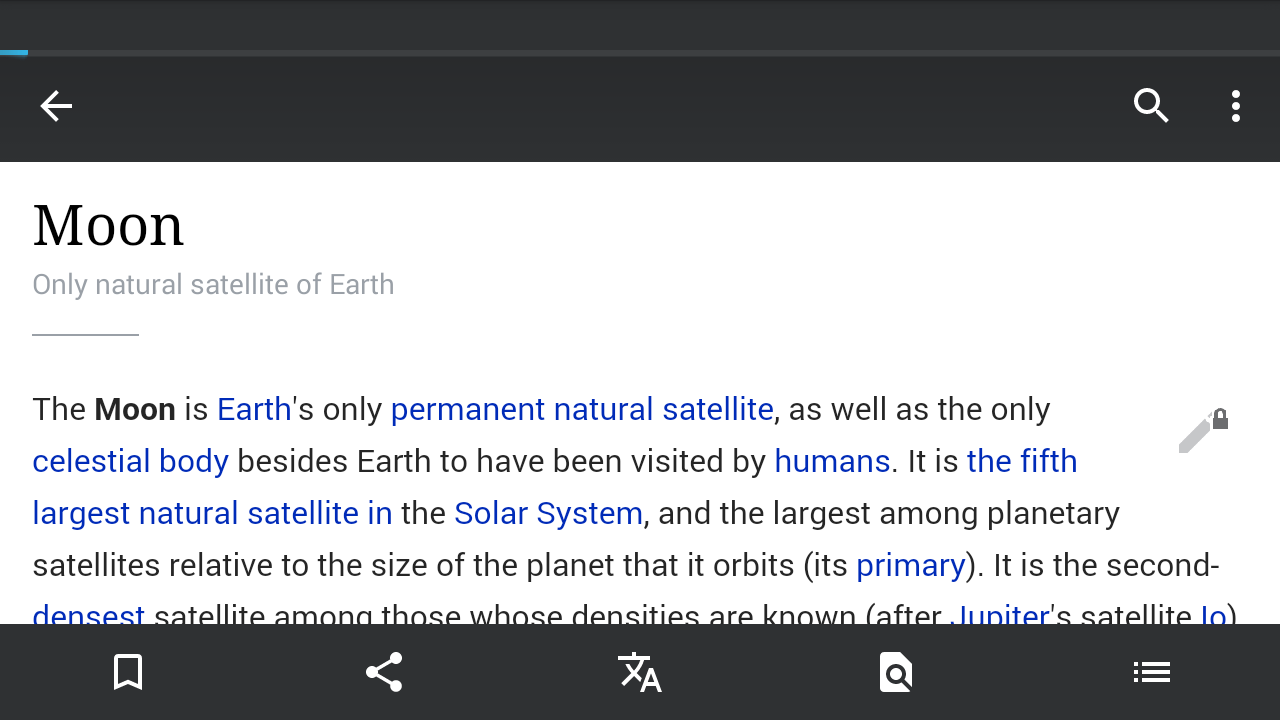 Moon
Only natural satellite of Earth
The Moon is Earth's only permanent natural satellite, as well as the only
celestial body besides Earth to have been visited by humans. It is the fifth
largest natural satellite in the Solar System, and the largest among planetary
satellites relative to the size of the planet that it orbits (its primary). It is the second-
densest satellite among those whose densities are known (after Jupiter's satellite Io)